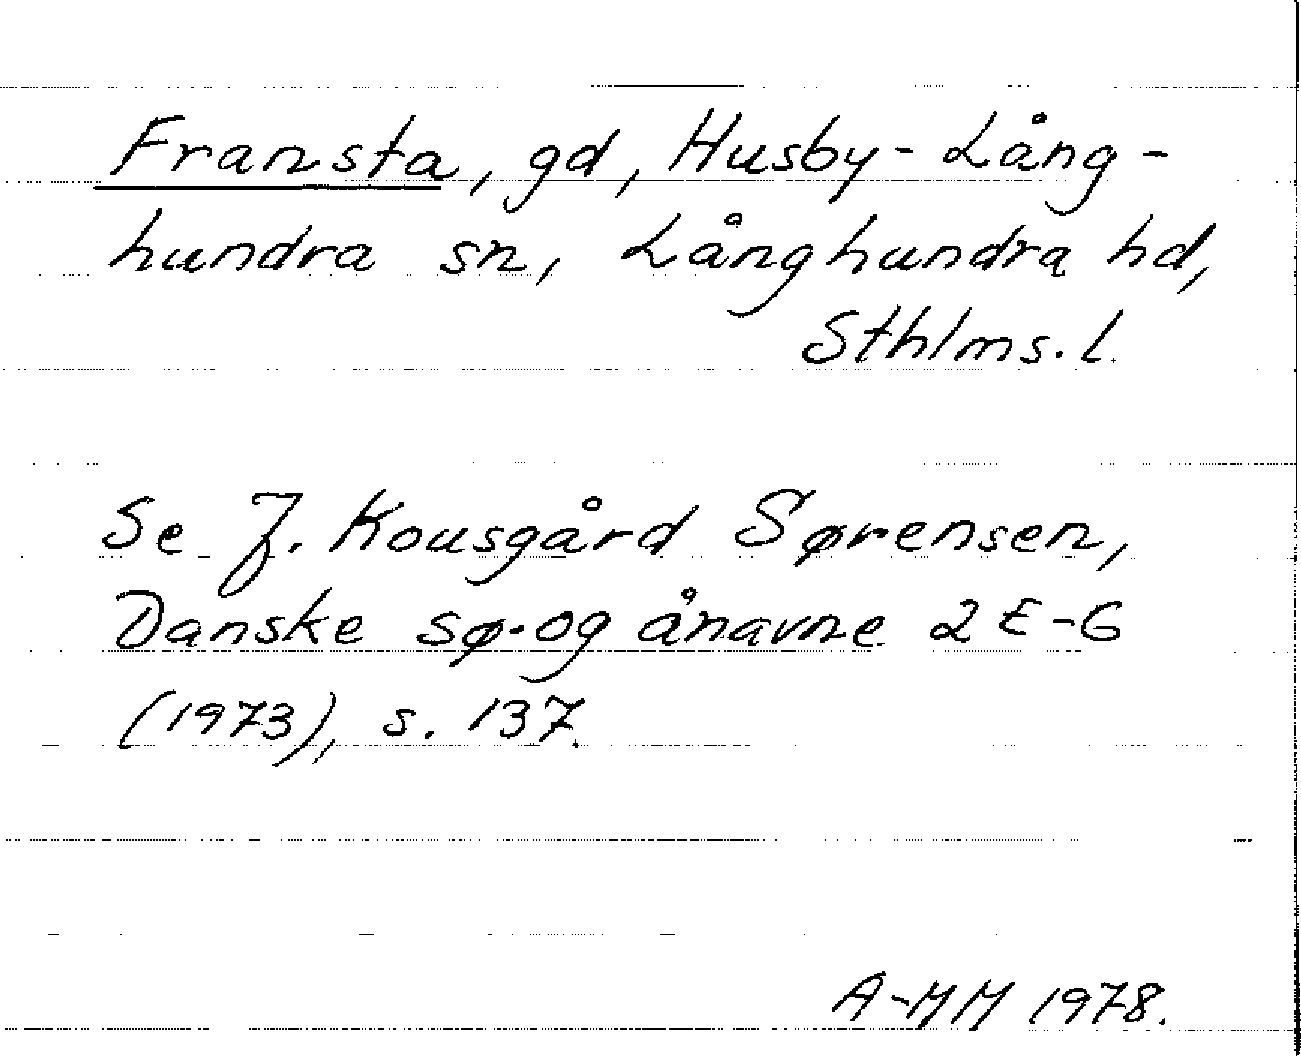 Fransta, gd, Husby-Lång-
hundra sn, Långhundra hd,
Sthlms. l.
Se J. Kousgård Sørensen,
Danske sø- og ånavne 2 E-G
(1973), s. 137.
A-MM 1978.